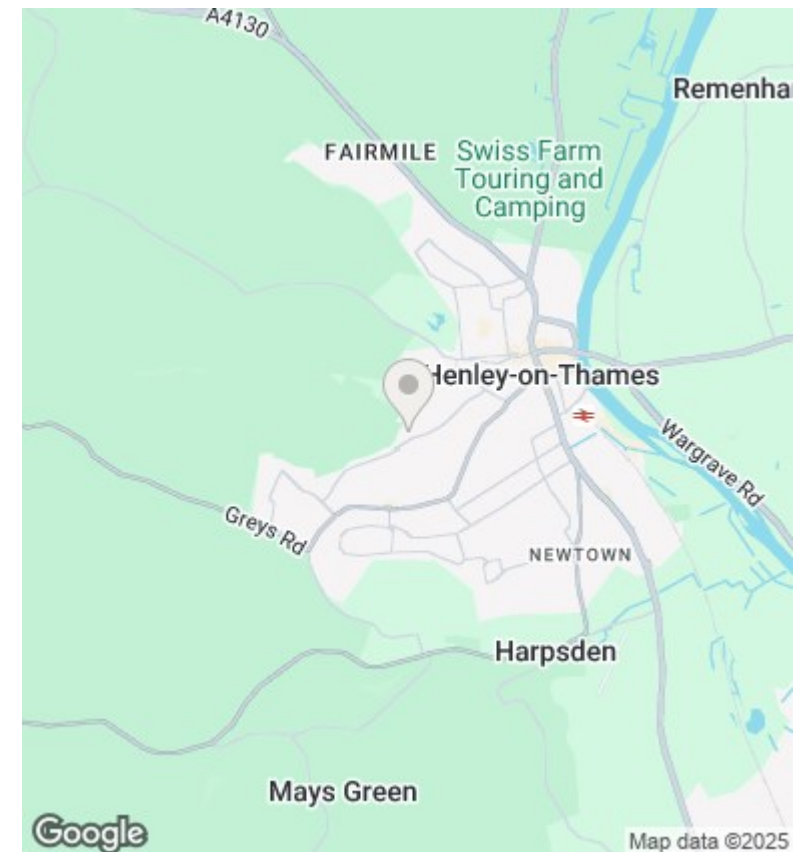 A4130
Remenha
FAIRMILE
Swiss Farm
Touring and
Camping
Henley-on-Thames
Wargrave Rd
Greys Rd
NEWTOWN
Harpsden
Mays Green
Google
Map data ©2025